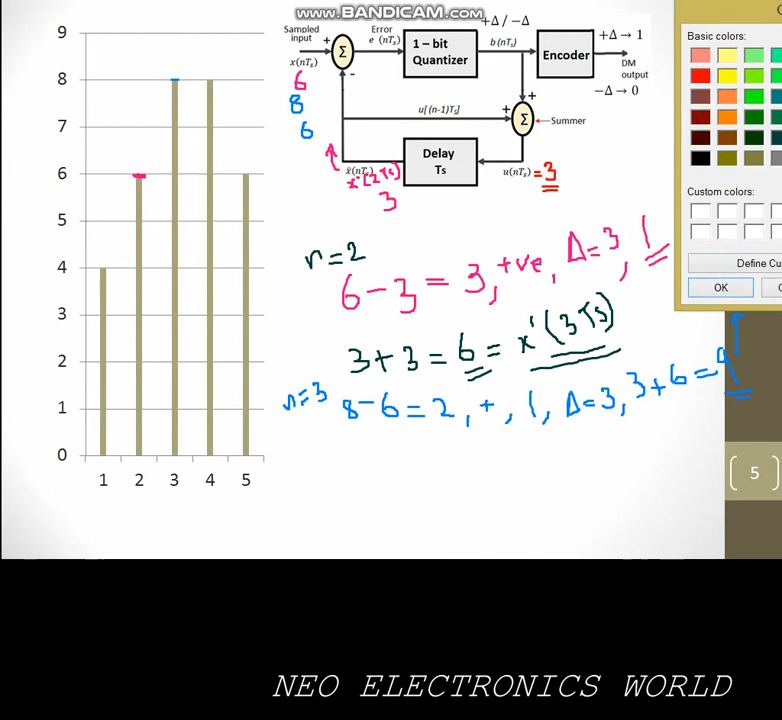 www.BANDICAM.com
9
8
7
6
5
4
3
2
1
0
1 2 3 4 5
Sampled input
x(nTs)
+
-
Σ
Error
e (nTs)
1 – bit Quantizer
+Δ / −Δ
b(nTs)
Encoder
+Δ → 1
DM output
−Δ → 0
6
8
6
u[(n-1)Ts]
+
+
Σ
Summer
Delay Ts
u(nTs) = 3
x̂(nTs)
x'(2Ts)
3
n=2
6 - 3 = 3, +ve, Δ=3, 1
3+3 = 6 = x'(3Ts)
n=3 8-6=2, +, 1, Δ=3, 3+6=9
Basic colors:
Custom colors:
Define Cu
OK
5
NEO ELECTRONICS WORLD